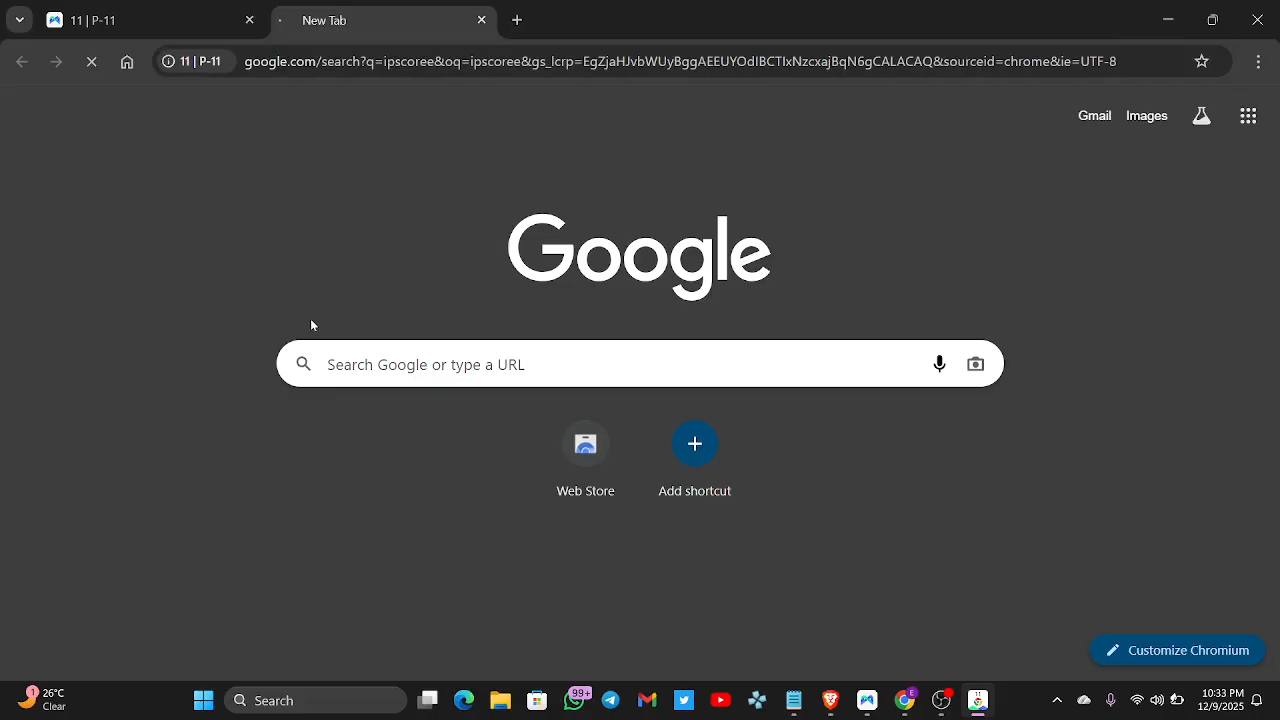 11 | P-11
New Tab
11 | P-11
google.com/search?q=ipscoree&oq=ipscoree&gs_lcrp=EgZjaHJvbWUyBggAEEUYOdIBCTIxNzcxajBqN6gCALACAQ&sourceid=chrome&ie=UTF-8
Gmail
Images
Google
Search Google or type a URL
Web Store
Add shortcut
Customize Chromium
1
26°C
Clear
Search
99+
E
10:33 PM
12/9/2025